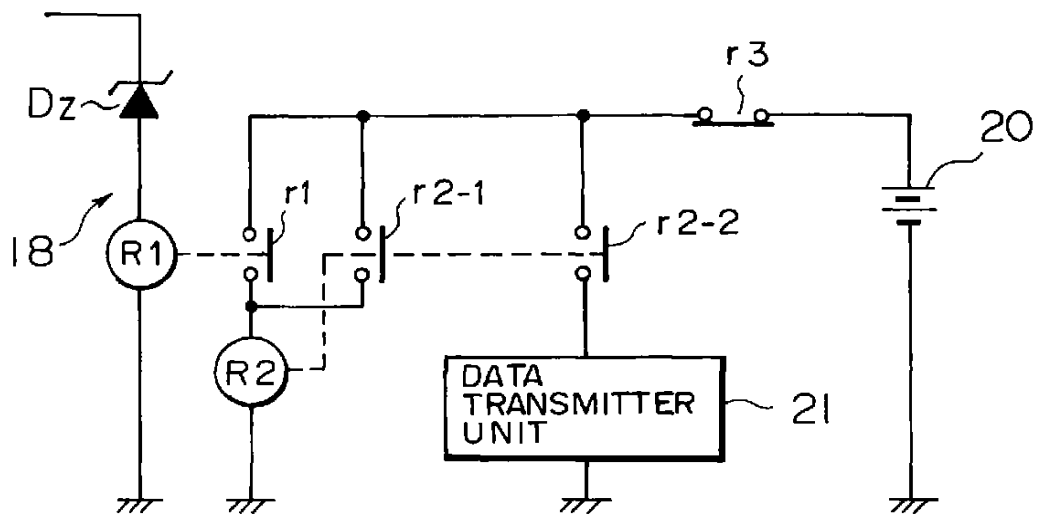 r3
Dz
20
r1
r2-1
r2-2
18
R1
R2
DATA
TRANSMITTER
UNIT
21